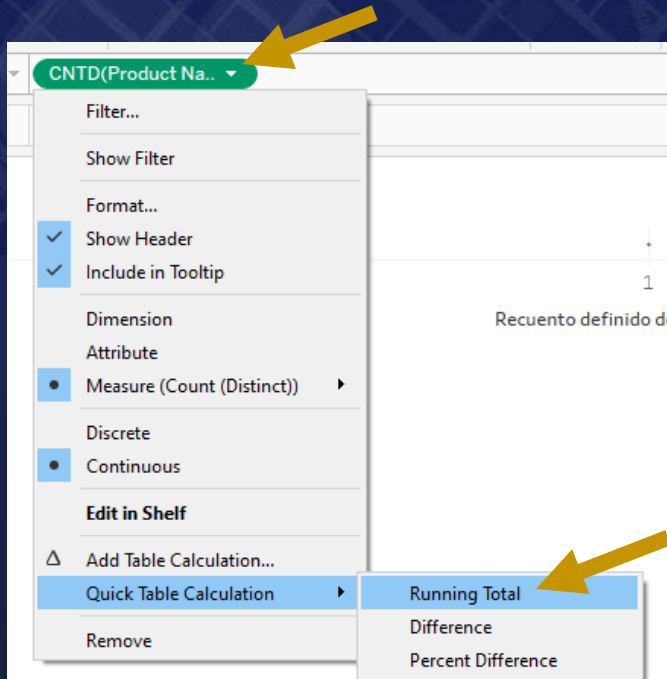 CNTD(Product Na..
Filter...
Show Filter
Format...
Show Header
Include in Tooltip
1
Dimension
Recuento definido d
Attribute
Measure (Count (Distinct))
Discrete
Continuous
Edit in Shelf
Add Table Calculation...
Quick Table Calculation
Running Total
Difference
Remove
Percent Difference